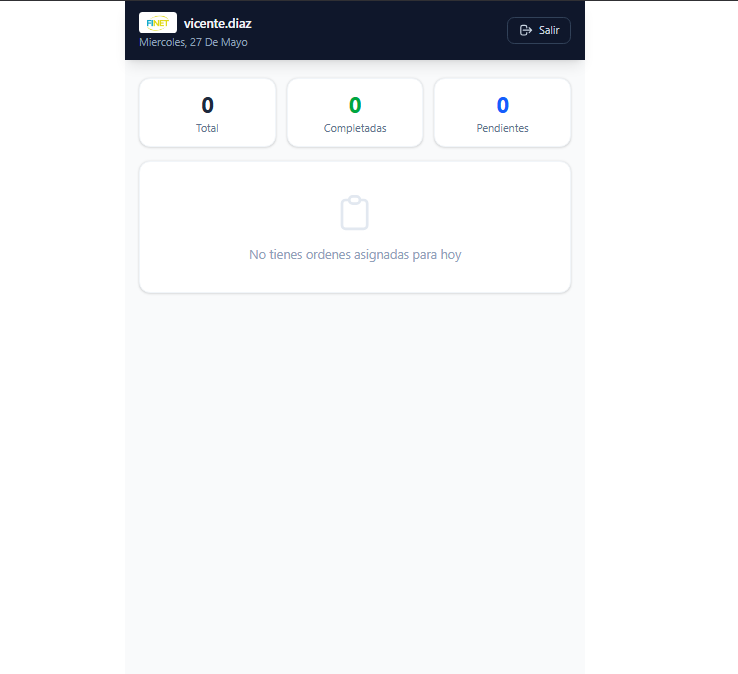 FINET vicente.diaz
Miercoles, 27 De Mayo
Salir
0
Total
0
Completadas
0
Pendientes
No tienes ordenes asignadas para hoy